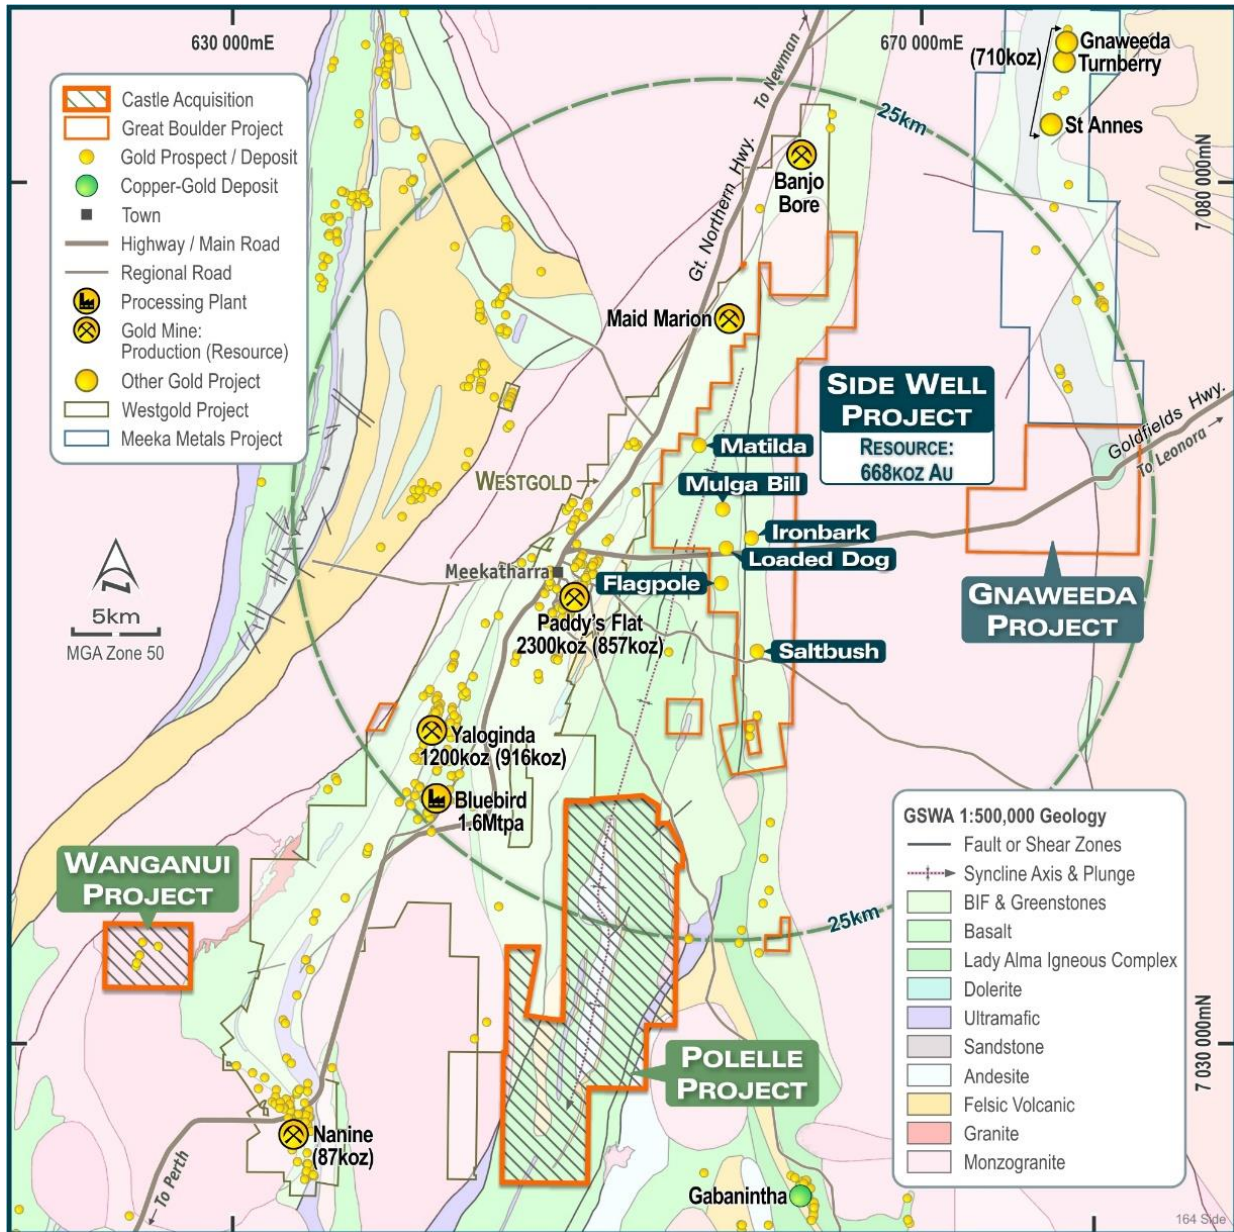 630 000mE
To Newman →
670 000mE
(710koz)
Gnaweeda
Turnberry
St Annes
25km
7 080 000mN
Castle Acquisition
Great Boulder Project
Gold Prospect / Deposit
Copper-Gold Deposit
Town
Highway / Main Road
Regional Road
Processing Plant
Gold Mine:
Production (Resource)
Other Gold Project
Westgold Project
Meeka Metals Project
Banjo
Bore
Gt. Northern Hwy.
Maid Marion
SIDE WELL
PROJECT
RESOURCE:
668KOZ AU
Goldfields Hwy.
To Leonora →
Matilda
WESTGOLD →
Mulga Bill
Ironbark
Loaded Dog
Meekatharra
Flagpole
GNAWEEDA
PROJECT
N
5km
MGA Zone 50
Paddy's Flat
2300koz (857koz)
Saltbush
Yaloginda
1200koz (916koz)
Bluebird
1.6Mtpa
WANGANUI
PROJECT
25km
GSWA 1:500,000 Geology
Fault or Shear Zones
Syncline Axis & Plunge
BIF & Greenstones
Basalt
Lady Alma Igneous Complex
Dolerite
Ultramafic
Sandstone
Andesite
Felsic Volcanic
Granite
Monzogranite
7 030 000mN
POLELLE
PROJECT
Nanine
(87koz)
← To Perth
Gabanintha
164 Side